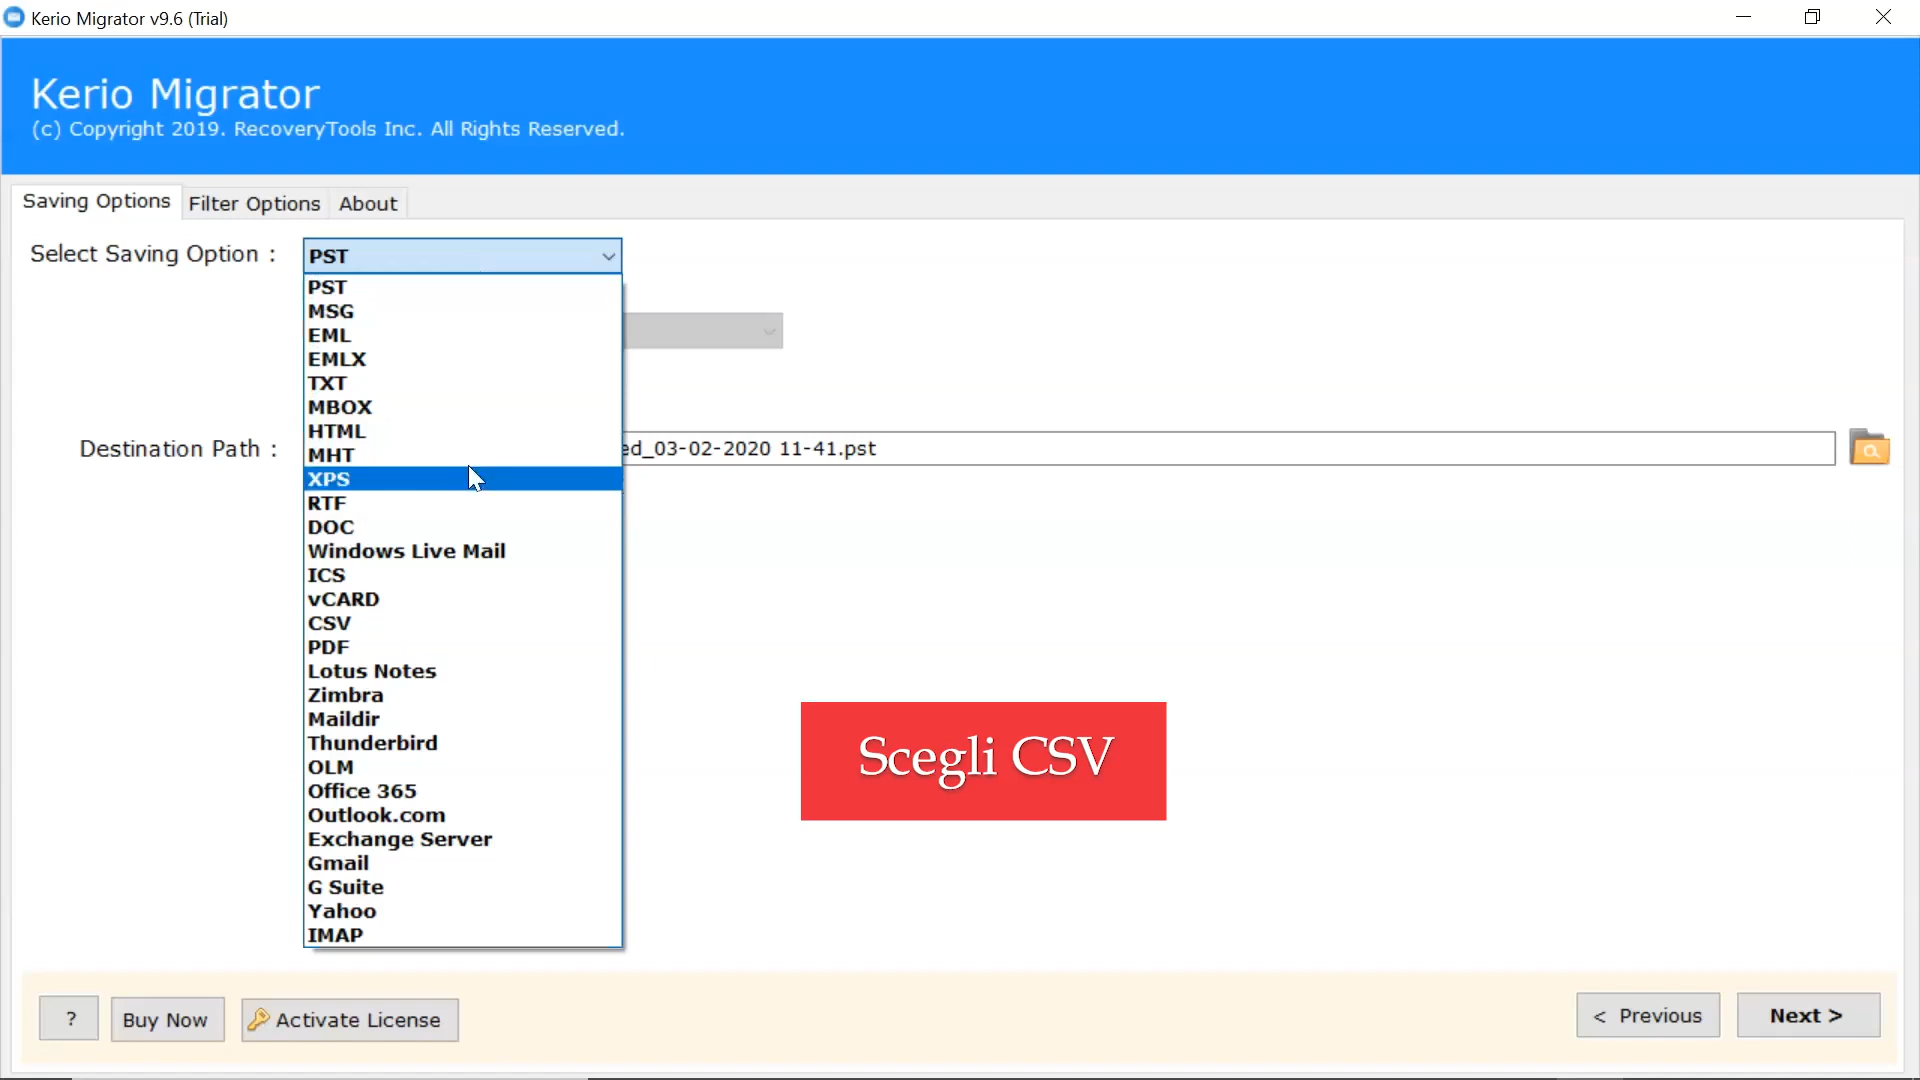 Kerio Migrator v9.6 (Trial)
Kerio Migrator
(c) Copyright 2019. RecoveryTools Inc. All Rights Reserved.
Saving Options Filter Options About
Select Saving Option : PST
PST
MSG
EML
EMLX
TXT
MBOX
HTML
MHT
XPS
RTF
DOC
Windows Live Mail
ICS
vCARD
CSV
PDF
Lotus Notes
Zimbra
Maildir
Thunderbird
OLM
Office 365
Outlook.com
Exchange Server
Gmail
G Suite
Yahoo
IMAP
Destination Path : ed_03-02-2020 11-41.pst
Scegli CSV
? Buy Now Activate License < Previous Next >